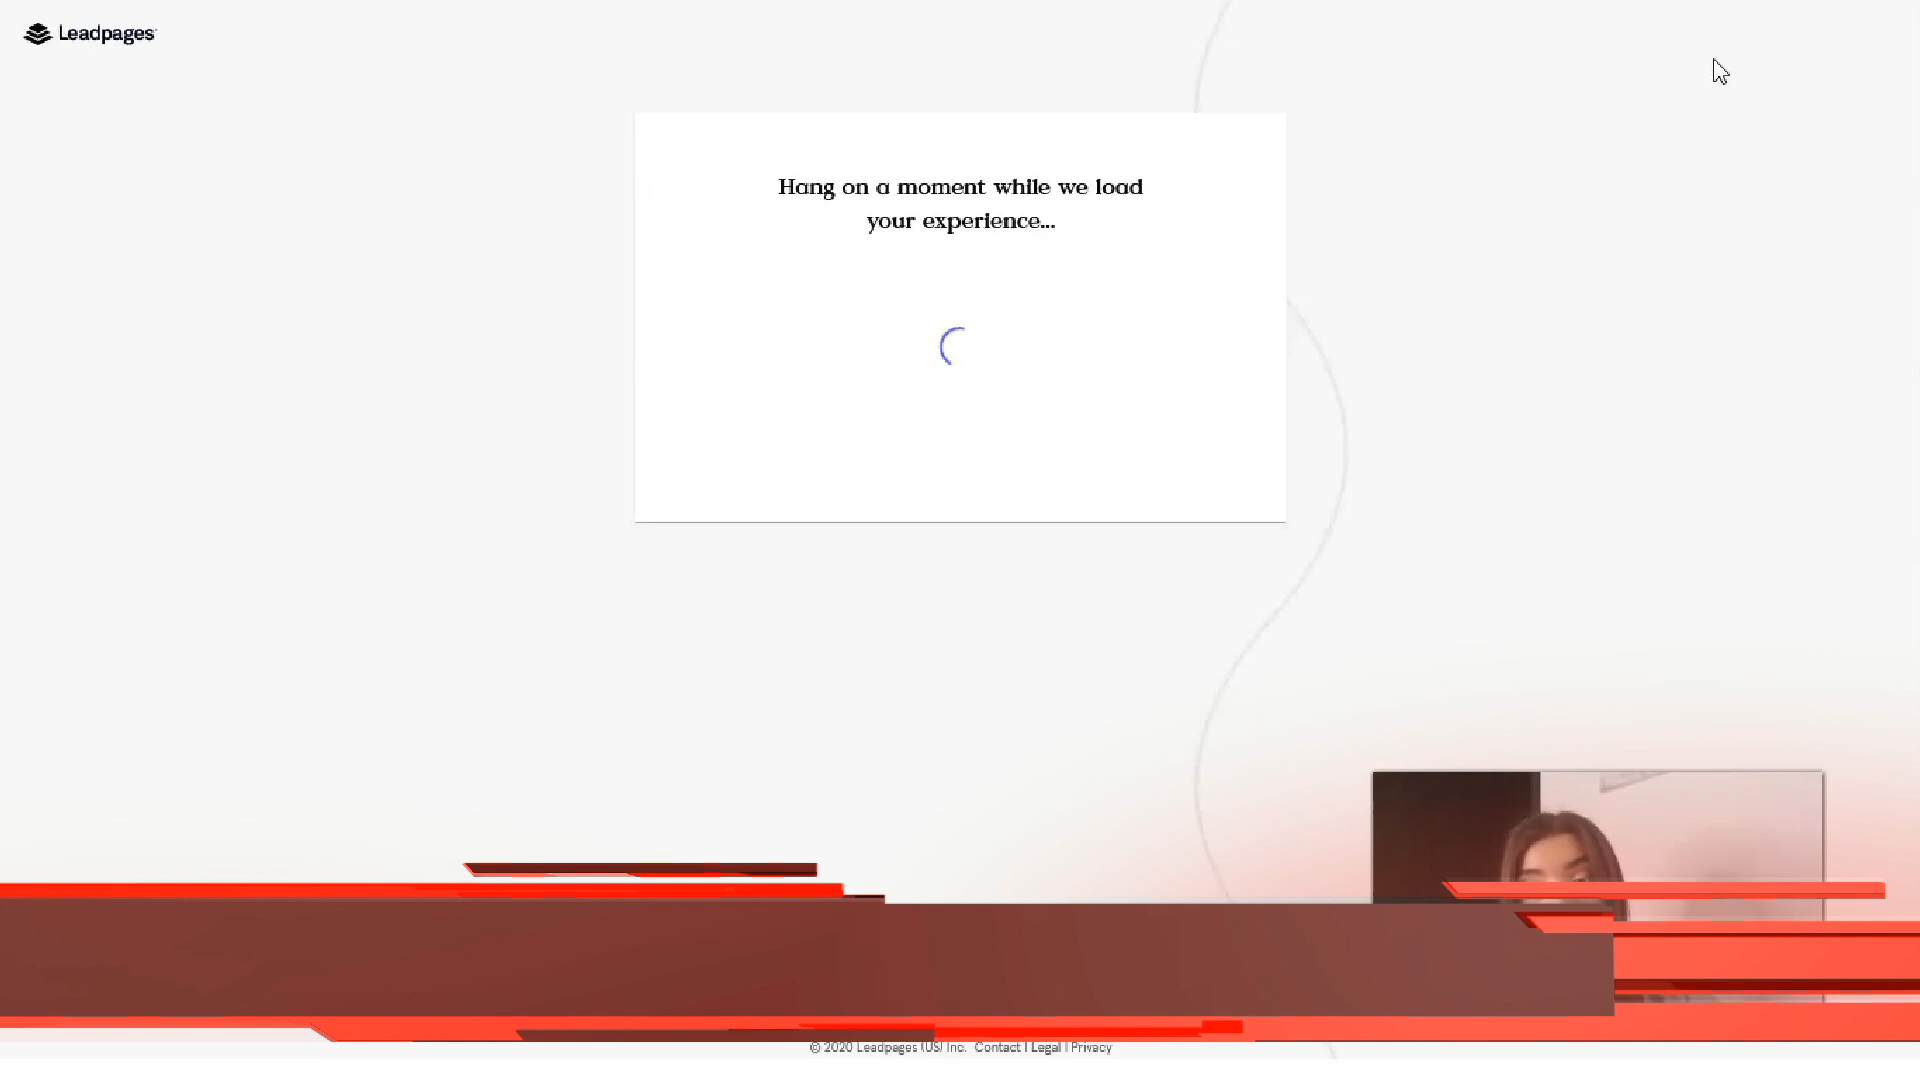 Leadpages
Hang on a moment while we load
your experience...
© 2020 Leadpages (US) Inc. Contact | Legal | Privacy